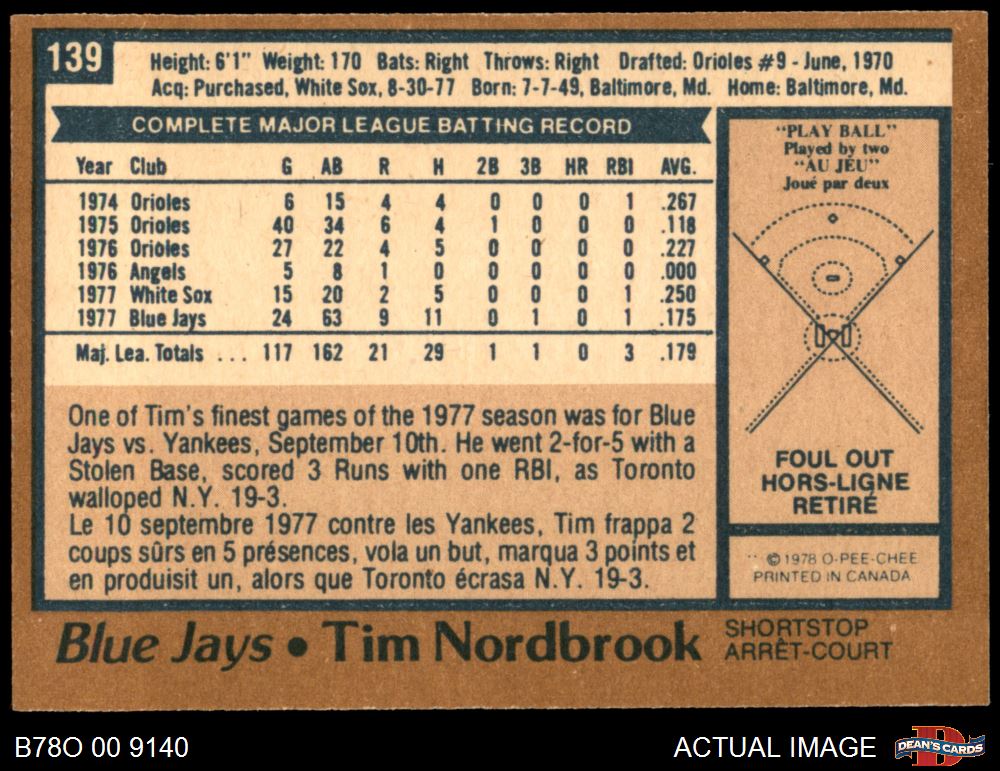 139
Height: 6'1" Weight: 170 Bats: Right Throws: Right Drafted: Orioles #9 - June, 1970
Acq: Purchased, White Sox, 8-30-77 Born: 7-7-49, Baltimore, Md. Home: Baltimore, Md.
COMPLETE MAJOR LEAGUE BATTING RECORD
Year Club G AB R H 2B 3B HR RBI AVG.
1974 Orioles 6 15 4 4 0 0 0 1 .267
1975 Orioles 40 34 6 4 1 0 0 0 .118
1976 Orioles 27 22 4 5 0 0 0 0 .227
1976 Angels 5 8 1 0 0 0 0 0 .000
1977 White Sox 15 20 2 5 0 0 0 1 .250
1977 Blue Jays 24 63 9 11 0 1 0 1 .175
Maj. Lea. Totals ... 117 162 21 29 1 1 0 3 .179
One of Tim's finest games of the 1977 season was for Blue
Jays vs. Yankees, September 10th. He went 2-for-5 with a
Stolen Base, scored 3 Runs with one RBI, as Toronto
walloped N.Y. 19-3.
Le 10 septembre 1977 contre les Yankees, Tim frappa 2
coups sûrs en 5 présences, vola un but, marqua 3 points et
en produisit un, alors que Toronto écrasa N.Y. 19-3.
"PLAY BALL"
Played by two
"AU JEU"
Joué par deux
FOUL OUT
HORS-LIGNE
RETIRÉ
© 1978 O-PEE-CHEE
PRINTED IN CANADA
Blue Jays • Tim Nordbrook
SHORTSTOP
ARRÊT-COURT
B78O 00 9140
ACTUAL IMAGE
D
DEAN'S CARDS